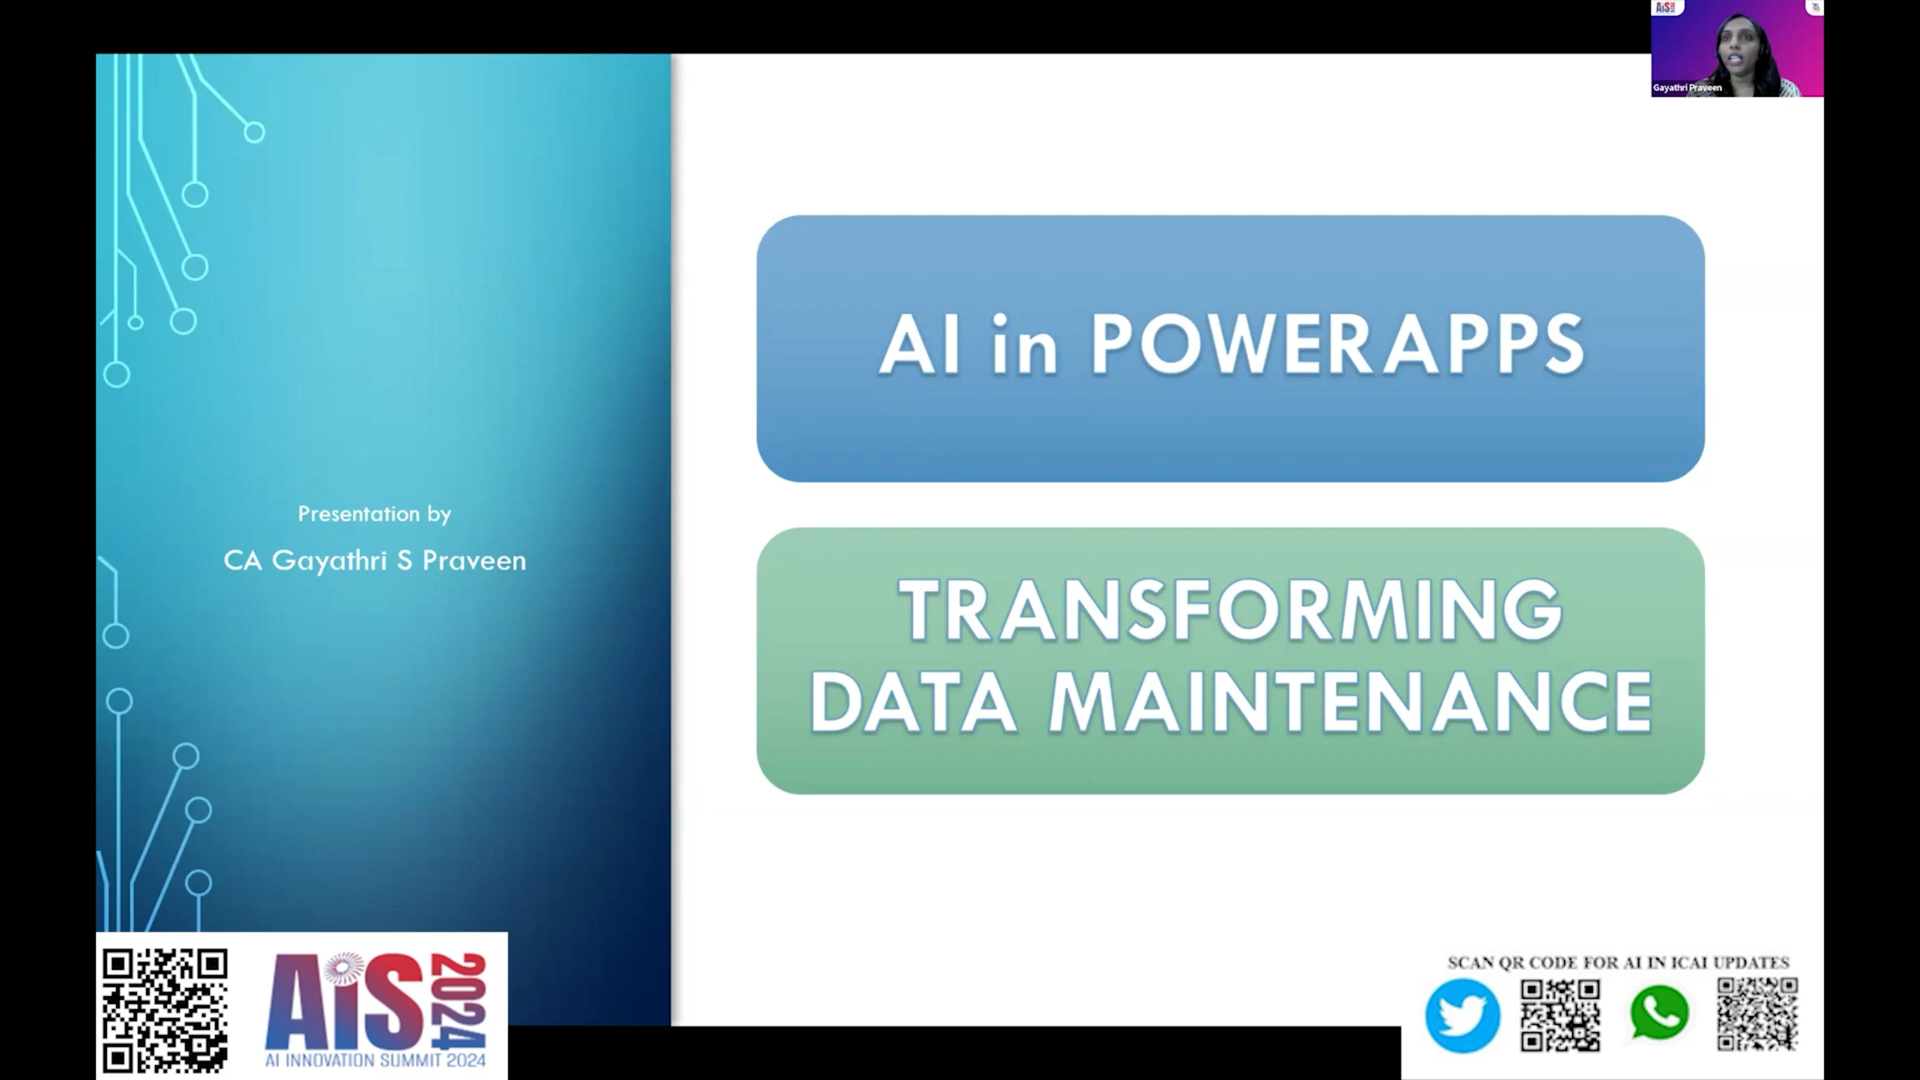 AiS
Gayathri Praveen
AI in POWERAPPS
Presentation by
CA Gayathri S Praveen
TRANSFORMING
DATA MAINTENANCE
AiS 2024
AI INNOVATION SUMMIT 2024
SCAN QR CODE FOR AI IN ICAI UPDATES